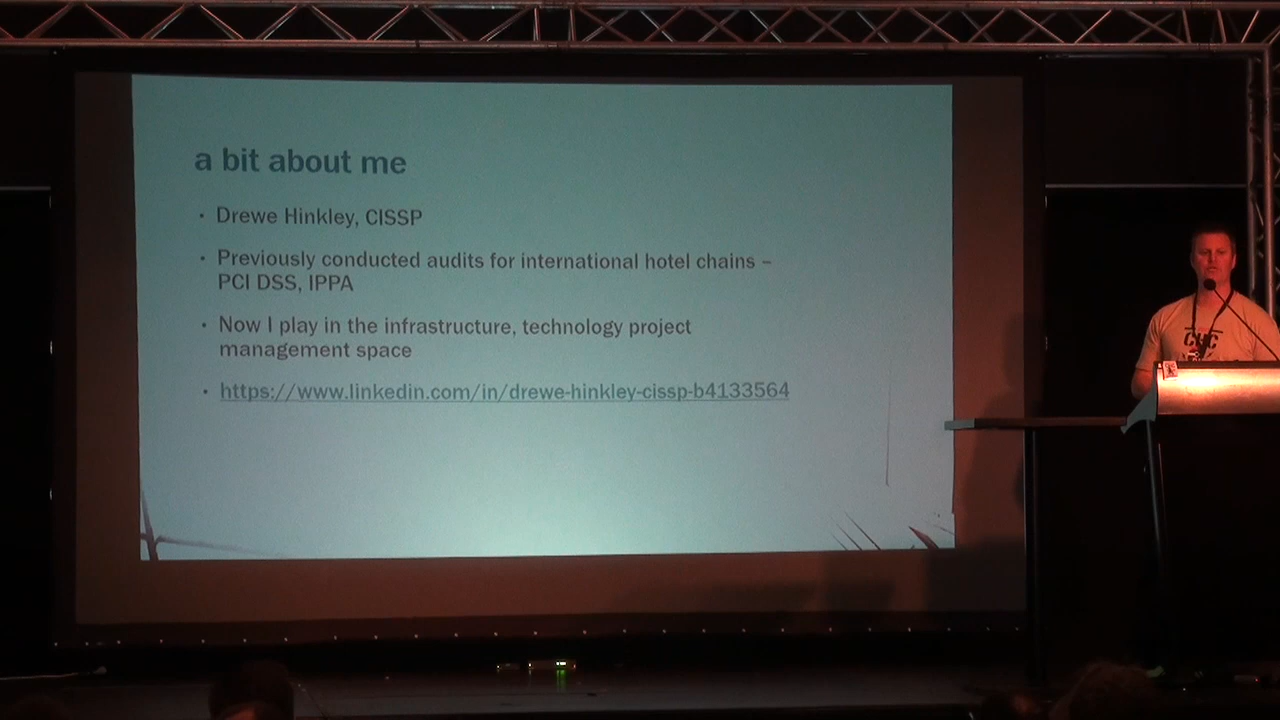 a bit about me
• Drewe Hinkley, CISSP
• Previously conducted audits for international hotel chains –
PCI DSS, IPPA
• Now I play in the infrastructure, technology project
management space
• https://www.linkedin.com/in/drewe-hinkley-cissp-b4133564
CHC